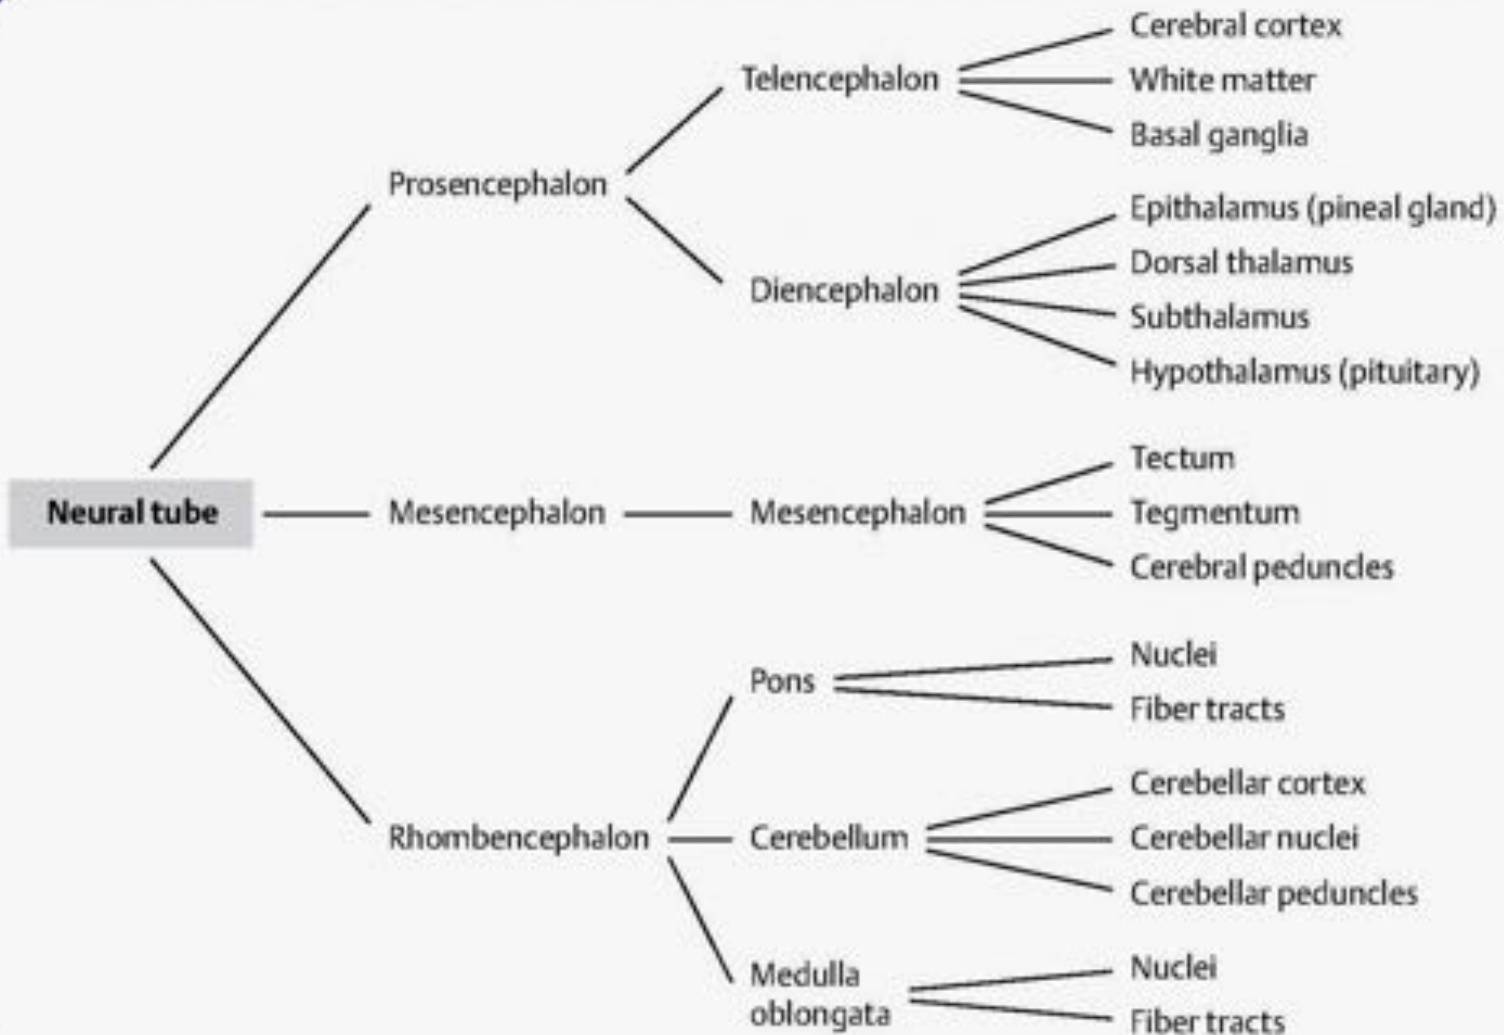 Cerebral cortex
Telencephalon
White matter
Basal ganglia
Prosencephalon
Epithalamus (pineal gland)
Dorsal thalamus
Diencephalon
Subthalamus
Hypothalamus (pituitary)
Tectum
Neural tube
Mesencephalon
Mesencephalon
Tegmentum
Cerebral peduncles
Nuclei
Pons
Fiber tracts
Cerebellar cortex
Rhombencephalon
Cerebellum
Cerebellar nuclei
Cerebellar peduncles
Medulla
oblongata
Nuclei
Fiber tracts